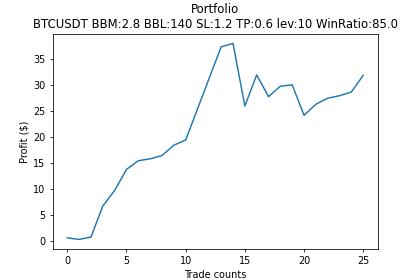 Portfolio
BTCUSDT BBM:2.8 BBL:140 SL:1.2 TP:0.6 lev:10 WinRatio:85.0
Profit ($)
35
30
25
20
15
10
5
0
0 5 10 15 20 25
Trade counts